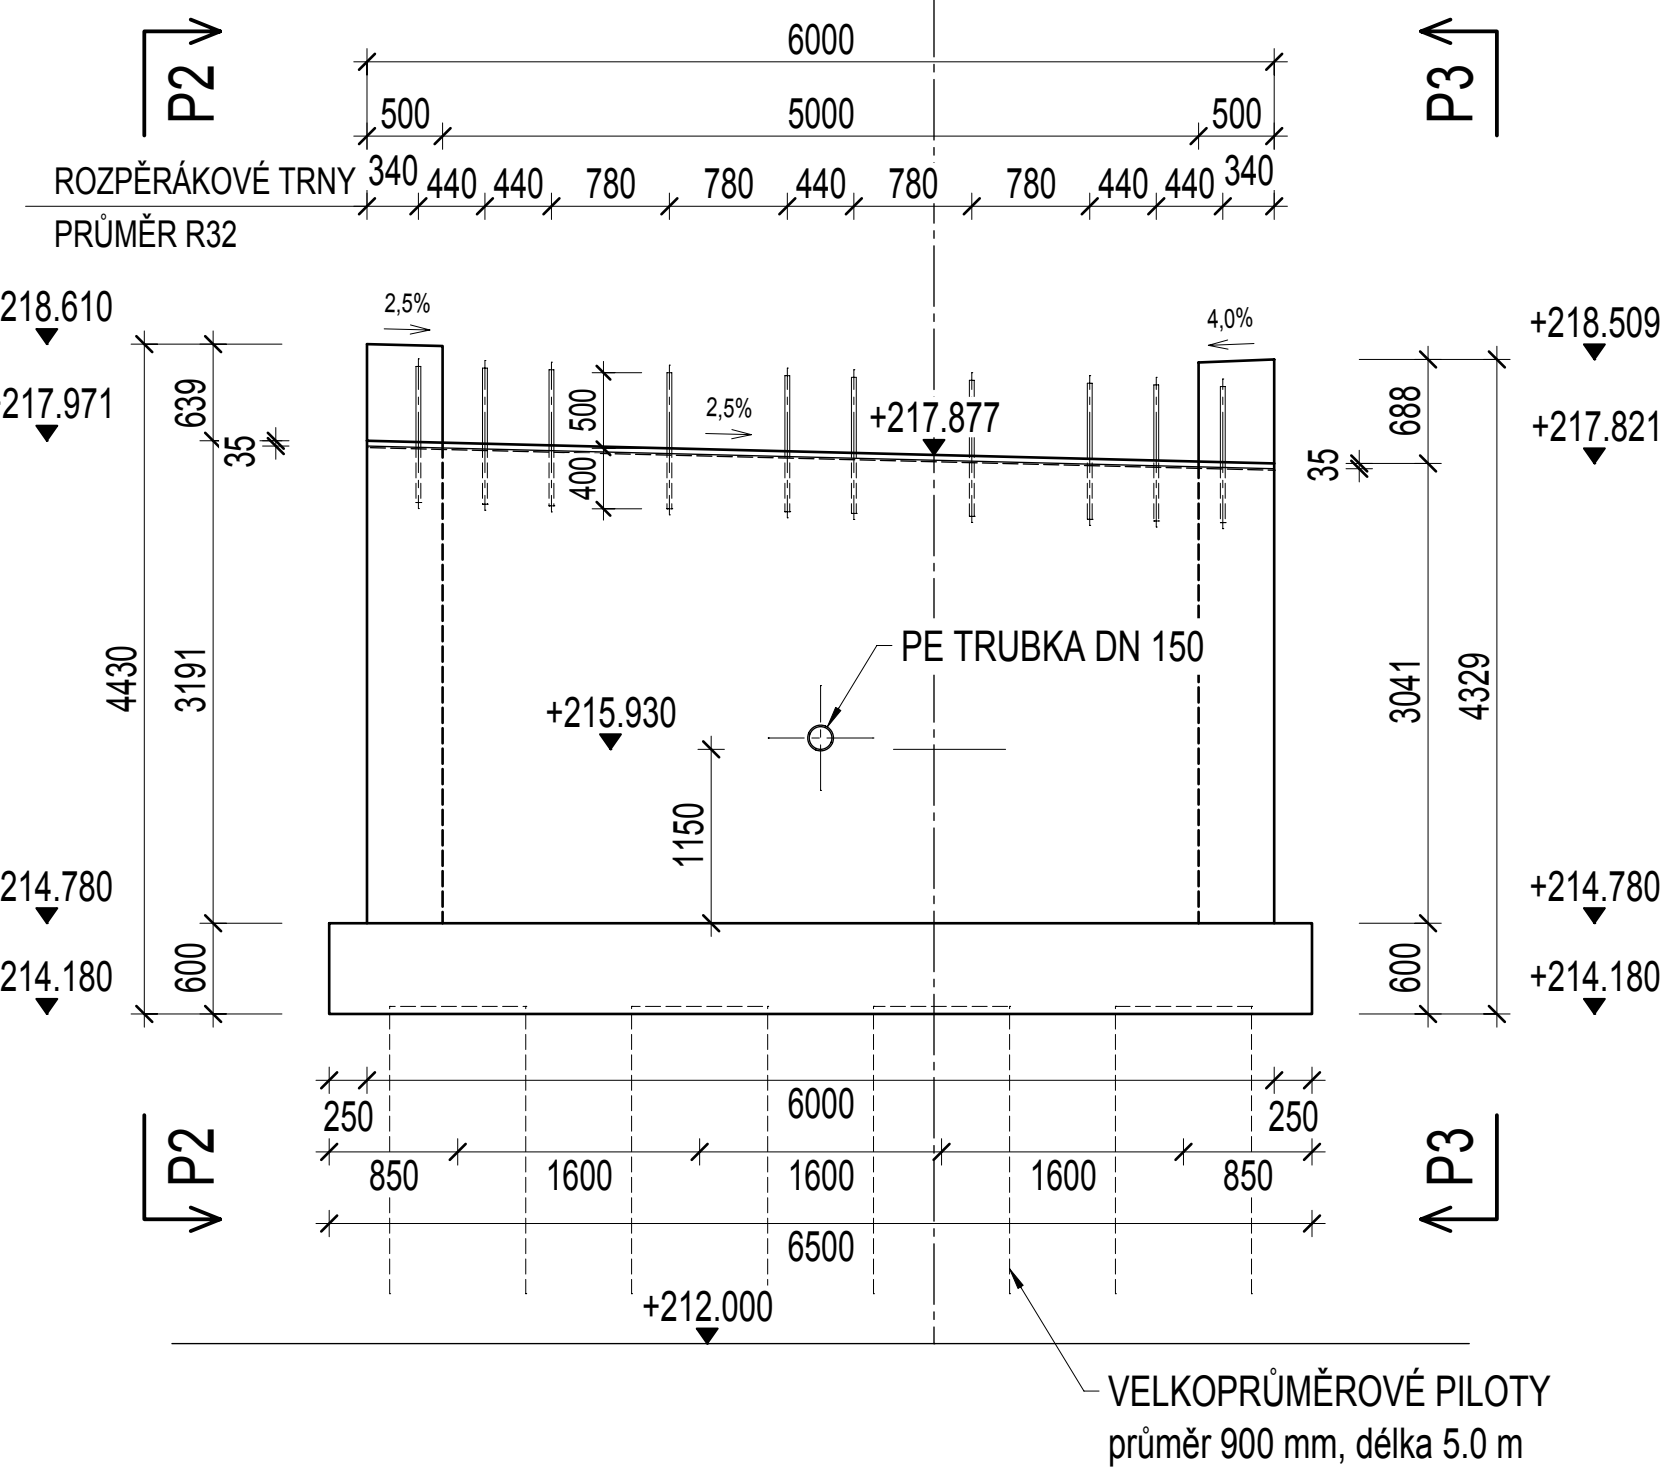 6000
P2
P3
500 5000 500
ROZPĚRÁKOVÉ TRNY 340 440 440 780 780 440 780 780 440 440 340
PRŮMĚR R32
218.610
2,5%
4,0%
+218.509
217.971
639
35
500
400
2,5%
+217.877
688
35
+217.821
4430
3191
PE TRUBKA DN 150
3041
4329
+215.930
1150
214.780
+214.780
600
600
214.180
+214.180
6000
250 250
P2
P3
850 1600 1600 1600 850
6500
+212.000
VELKOPRŮMĚROVÉ PILOTY
průměr 900 mm, délka 5.0 m